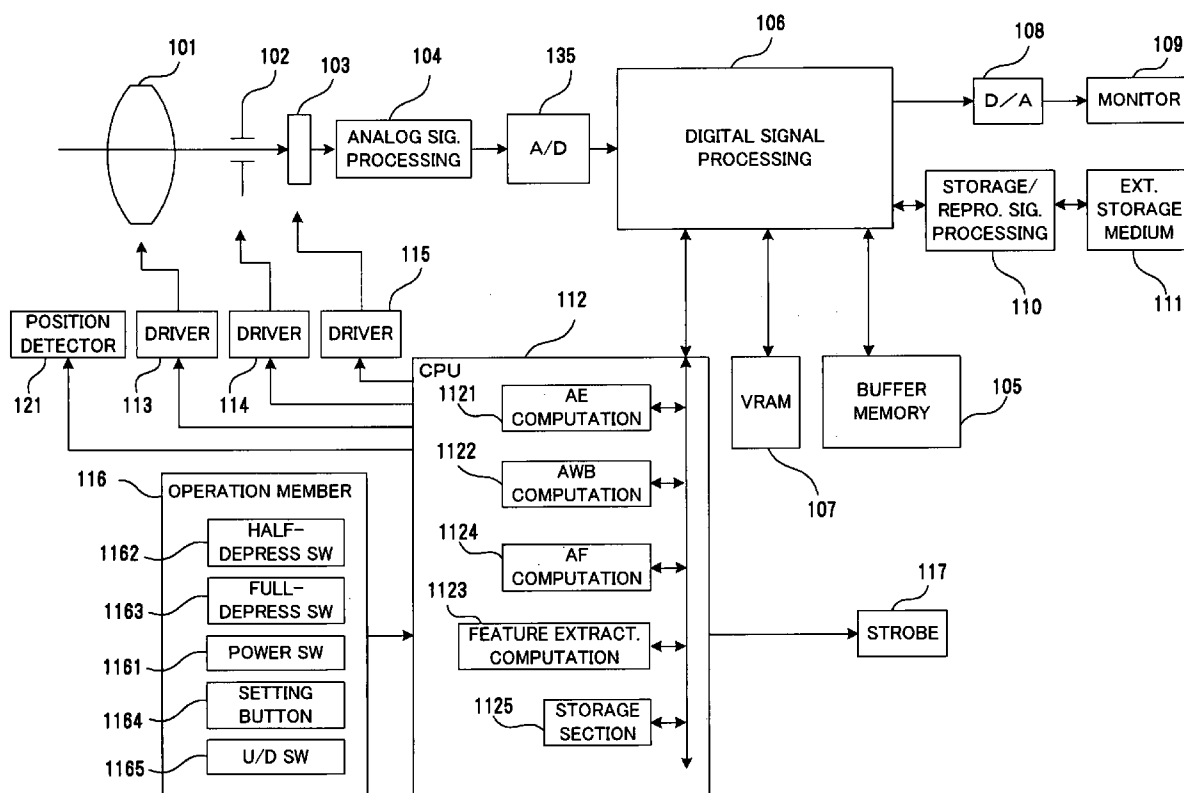 101
102
103
104
135
106
108
109
ANALOG SIG.
PROCESSING
A/D
DIGITAL SIGNAL
PROCESSING
D/A
MONITOR
STORAGE/
REPRO. SIG.
PROCESSING
EXT.
STORAGE
MEDIUM
110
111
115
112
POSITION
DETECTOR
DRIVER
DRIVER
DRIVER
121
113
114
CPU
1121
AE
COMPUTATION
VRAM
BUFFER
MEMORY
105
107
1122
AWB
COMPUTATION
1124
AF
COMPUTATION
1123
FEATURE EXTRACT.
COMPUTATION
1125
STORAGE
SECTION
117
STROBE
116
OPERATION MEMBER
HALF-
DEPRESS SW
1162
FULL-
DEPRESS SW
1163
POWER SW
1161
SETTING
BUTTON
1164
U/D SW
1165